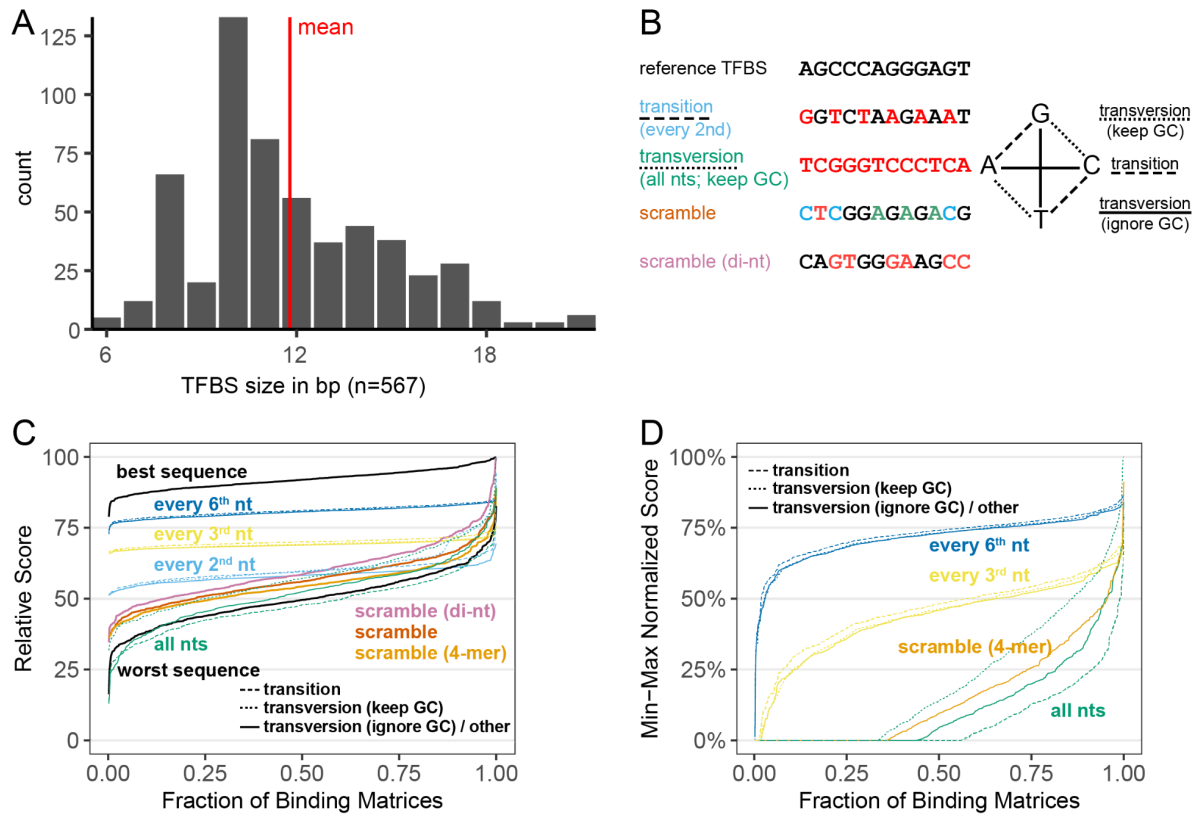 A
mean
125
100
75
50
25
0
count
6
12
18
TFBS size in bp (n=567)
B
reference TFBS
AGCCCAGGGAGT
transition
(every 2nd)
GGTCTAAGAAAT
transversion
(all nts; keep GC)
TCGGGTCCCTCA
scramble
CTCGGAGAGACG
scramble (di-nt)
CAGTGGGAAGCC
G
A
C
T
transversion
(keep GC)
transition
transversion
(ignore GC)
C
100
75
50
25
0
Relative Score
best sequence
every 6th nt
every 3rd nt
every 2nd nt
scramble (di-nt)
scramble
scramble (4-mer)
all nts
worst sequence
transition
transversion (keep GC)
transversion (ignore GC) / other
0.00
0.25
0.50
0.75
1.00
Fraction of Binding Matrices
D
100%
75%
50%
25%
0%
Min−Max Normalized Score
transition
transversion (keep GC)
transversion (ignore GC) / other
every 6th nt
every 3rd nt
scramble (4-mer)
all nts
0.00
0.25
0.50
0.75
1.00
Fraction of Binding Matrices